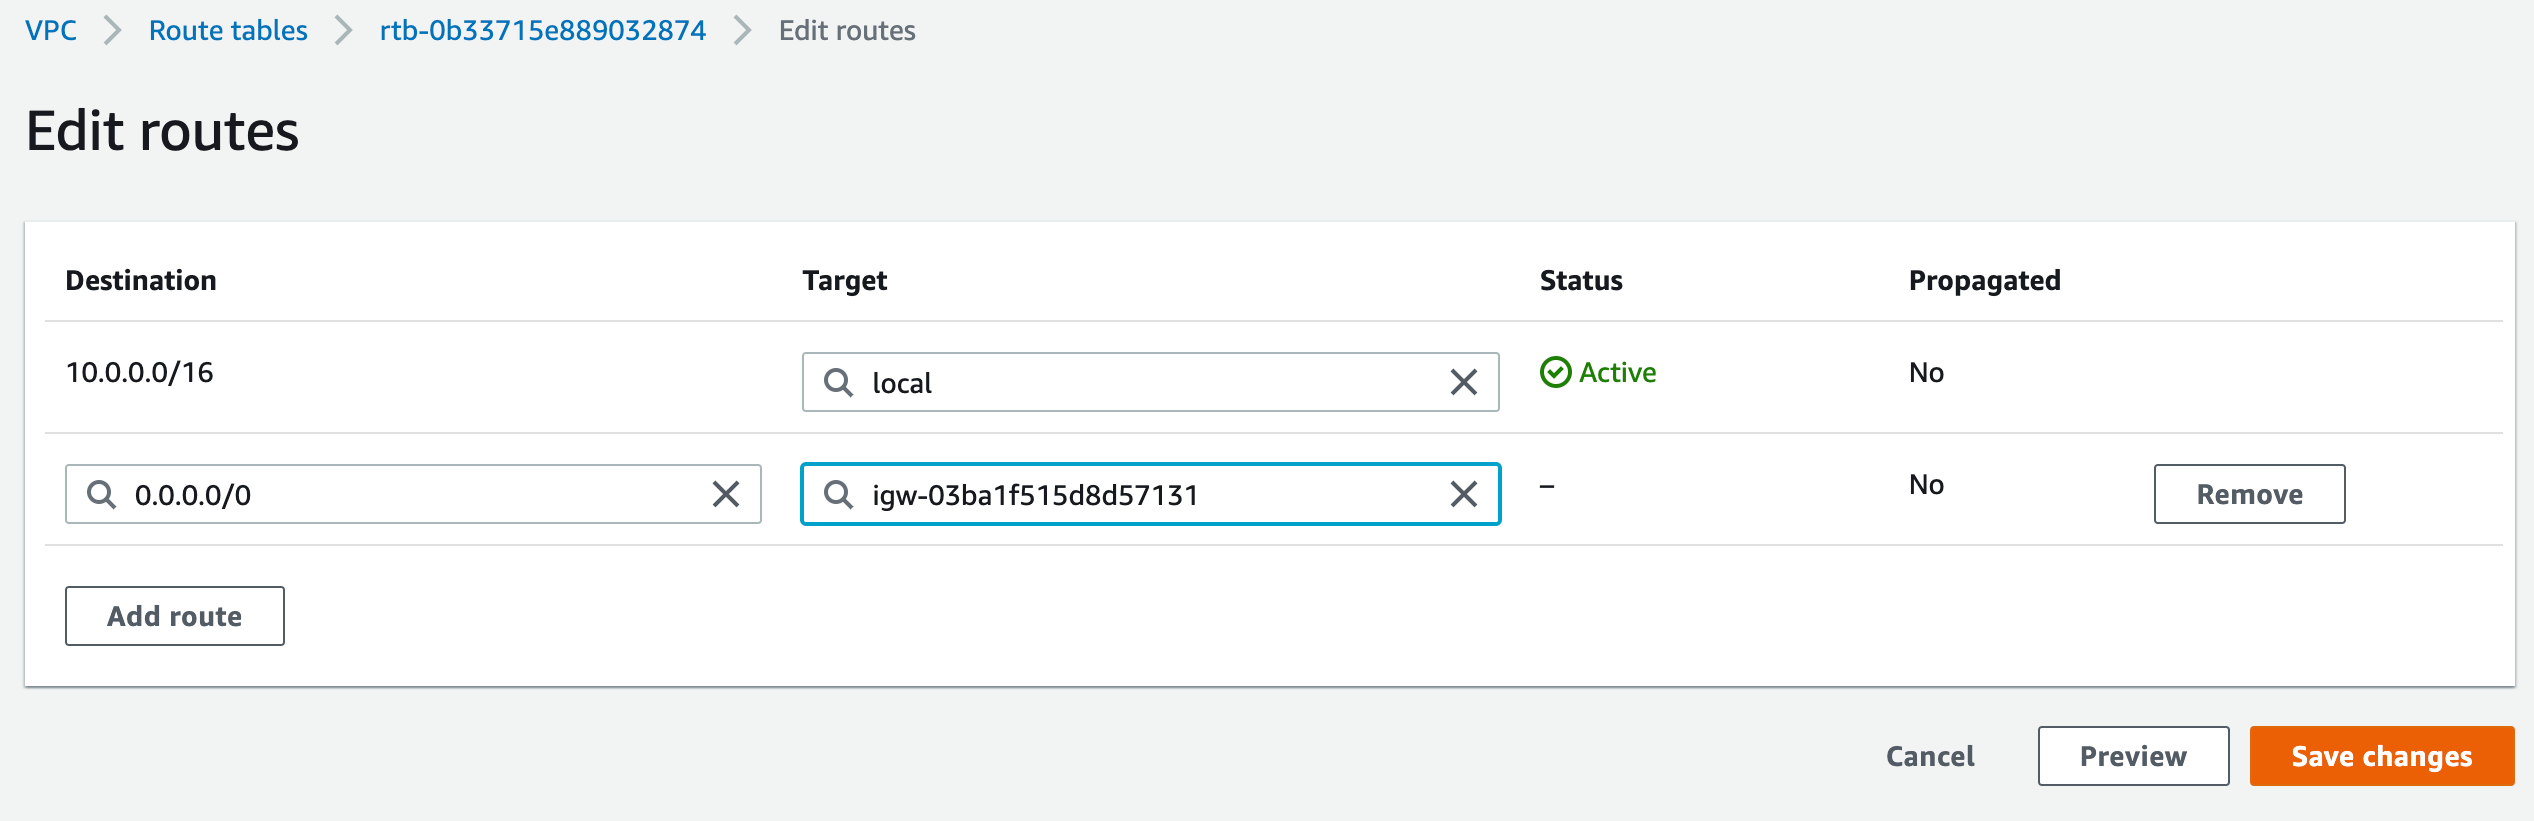 VPC Route tables rtb-0b33715e889032874 Edit routes
Edit routes
Destination Target Status Propagated
10.0.0.0/16 local Active No
0.0.0.0/0 igw-03ba1f515d8d57131 – No Remove
Add route
Cancel Preview Save changes